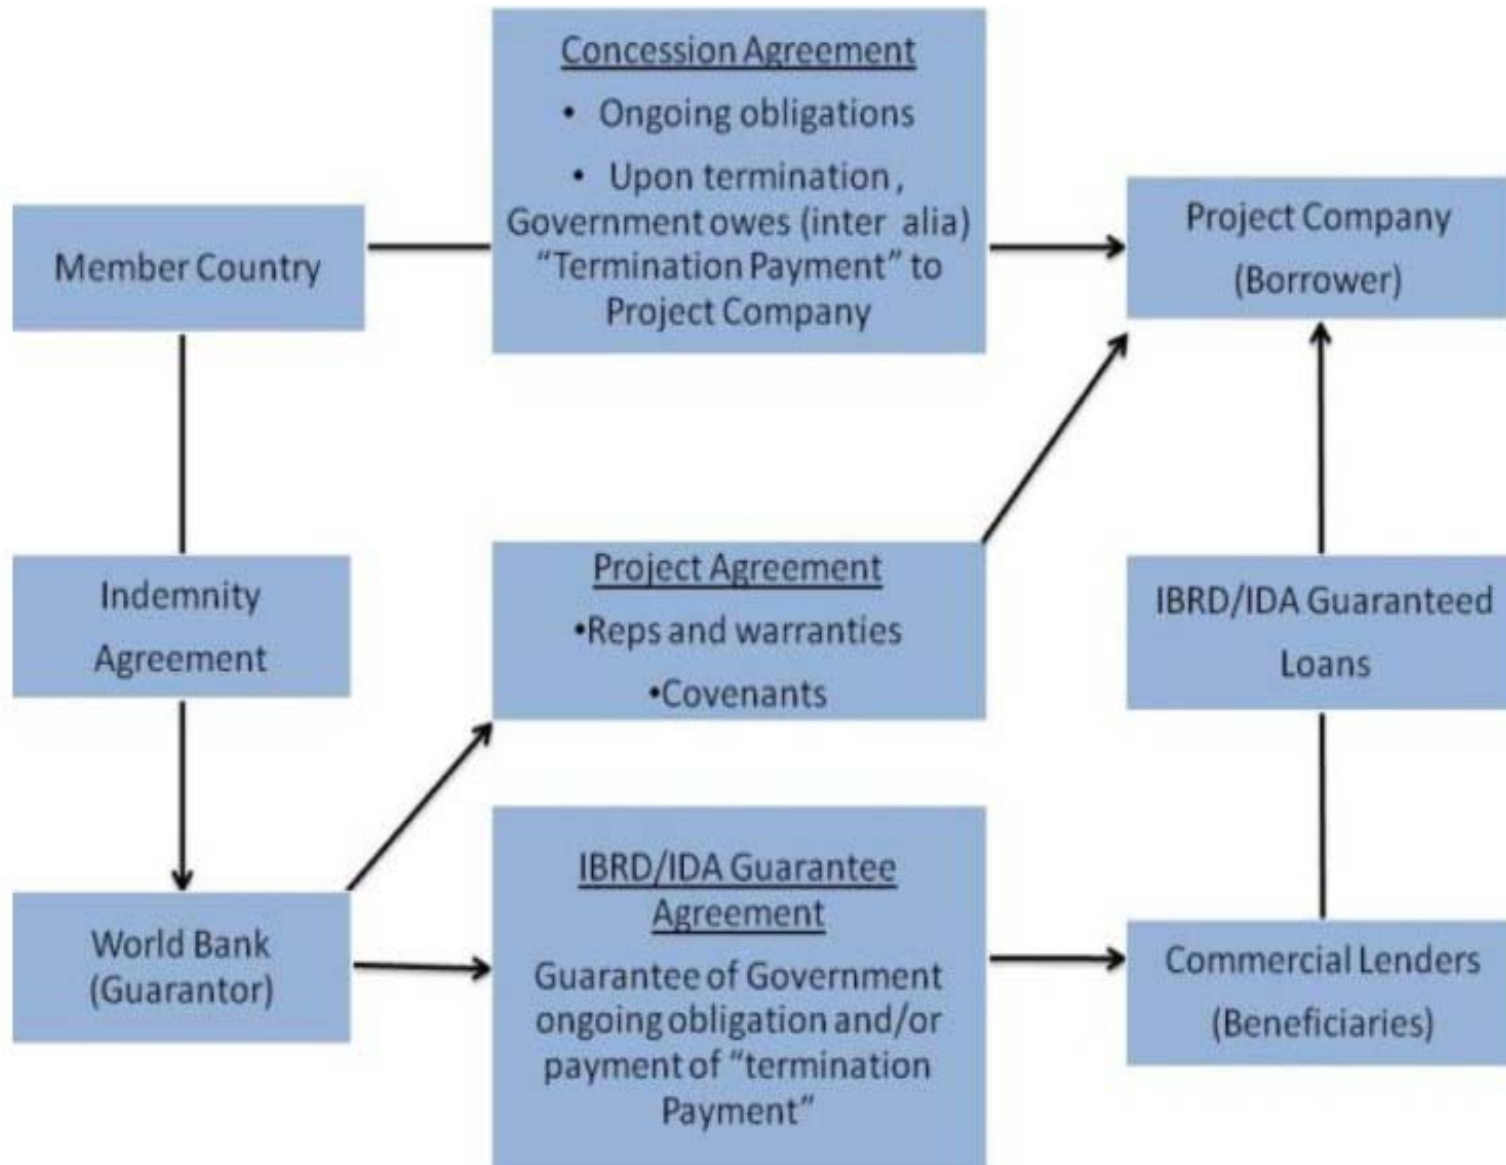 Concession Agreement
• Ongoing obligations
• Upon termination,
Government owes (inter alia)
“Termination Payment” to
Project Company
Member Country
Project Company
(Borrower)
Indemnity
Agreement
Project Agreement
•Reps and warranties
•Covenants
IBRD/IDA Guaranteed
Loans
World Bank
(Guarantor)
IBRD/IDA Guarantee
Agreement
Guarantee of Government
ongoing obligation and/or
payment of “termination
Payment”
Commercial Lenders
(Beneficiaries)